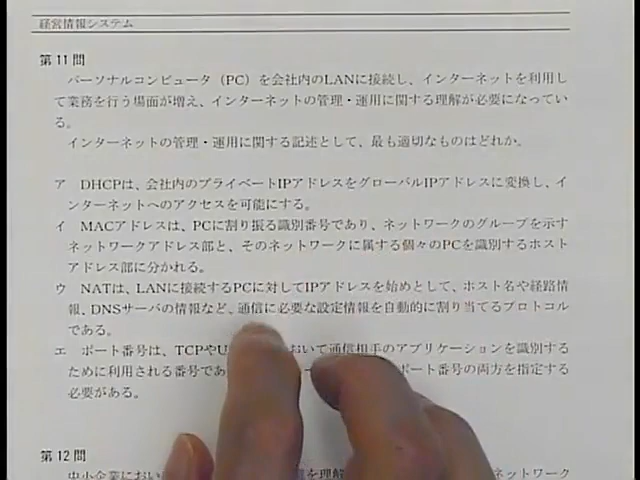 経営情報システム
第11問
パーソナルコンピュータ（PC）を会社内のLANに接続し、インターネットを利用し
て業務を行う場面が増え、インターネットの管理・運用に関する理解が必要になってい
る。
インターネットの管理・運用に関する記述として、最も適切なものはどれか。
ア DHCPは、会社内のプライベートIPアドレスをグローバルIPアドレスに変換し、イ
ンターネットへのアクセスを可能にする。
イ MACアドレスは、PCに割り振る識別番号であり、ネットワークのグループを示す
ネットワークアドレス部と、そのネットワークに属する個々のPCを識別するホスト
アドレス部に分かれる。
ウ NATは、LANに接続するPCに対してIPアドレスを始めとして、ホスト名や経路情
報、DNSサーバの情報など、通信に必要な設定情報を自動的に割り当てるプロトコル
である。
エ ポート番号は、TCPやU において通信相手のアプリケーションを識別する
ために利用される番号であ ポート番号の両方を指定する
必要がある。
第12問
中小企業におい を理解 ネットワーク